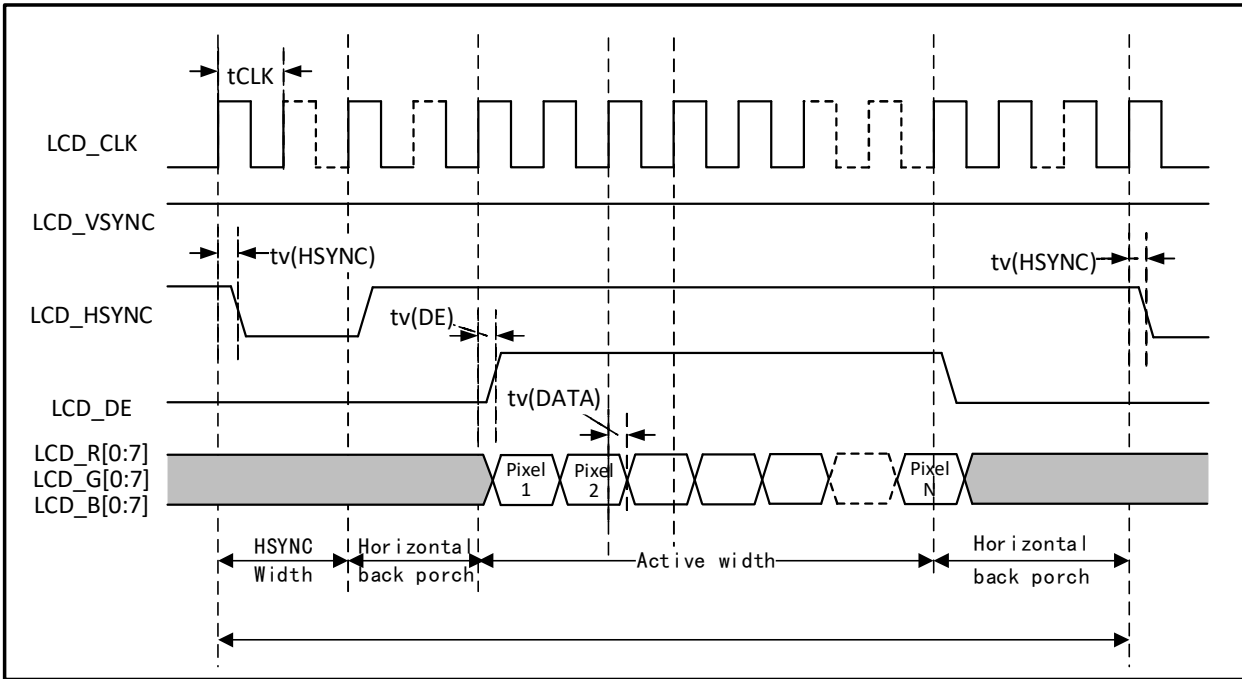 tCLK
LCD_CLK
LCD_VSYNC
tv(HSYNC)
tv(HSYNC)
LCD_HSYNC
tv(DE)
LCD_DE
tv(DATA)
LCD_R[0:7]
LCD_G[0:7]
LCD_B[0:7]
Pixel
1
Pixel
2
Pixel
N
HSYNC
Width
Horizontal
back porch
Active width
Horizontal
back porch